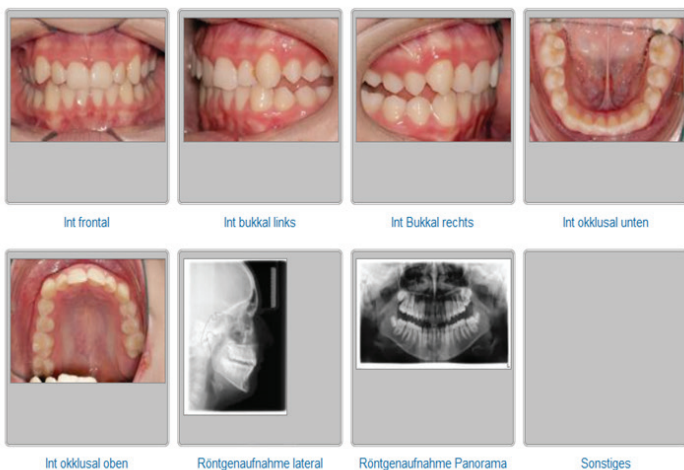 Int frontal
Int bukkal links
Int Bukkal rechts
Int okklusal unten
Int okklusal oben
Röntgenaufnahme lateral
Röntgenaufnahme Panorama
Sonstiges